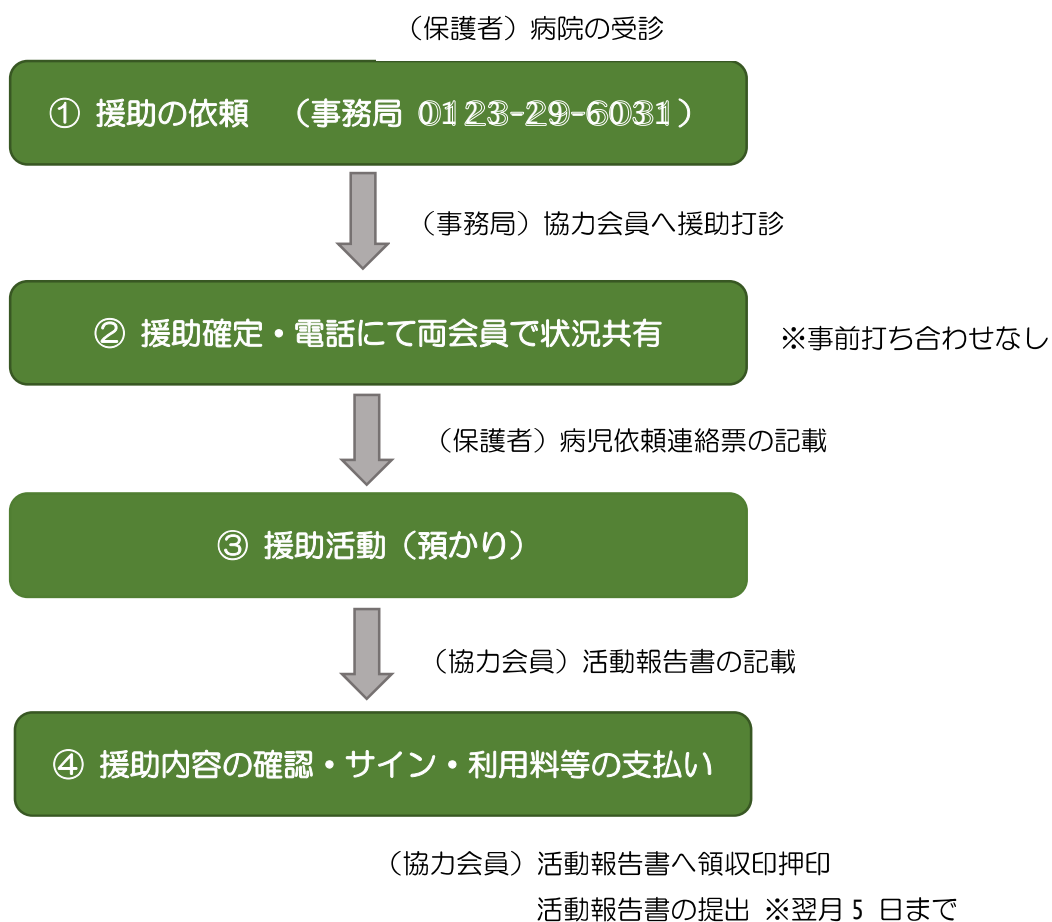 （保護者）病院の受診
① 援助の依頼　（事務局 0123-29-6031）
（事務局）協力会員へ援助打診
② 援助確定・電話にて両会員で状況共有
※事前打ち合わせなし
（保護者）病児依頼連絡票の記載
③ 援助活動（預かり）
（協力会員）活動報告書の記載
④ 援助内容の確認・サイン・利用料等の支払い
（協力会員）活動報告書へ領収印押印
活動報告書の提出 ※翌月 5 日まで